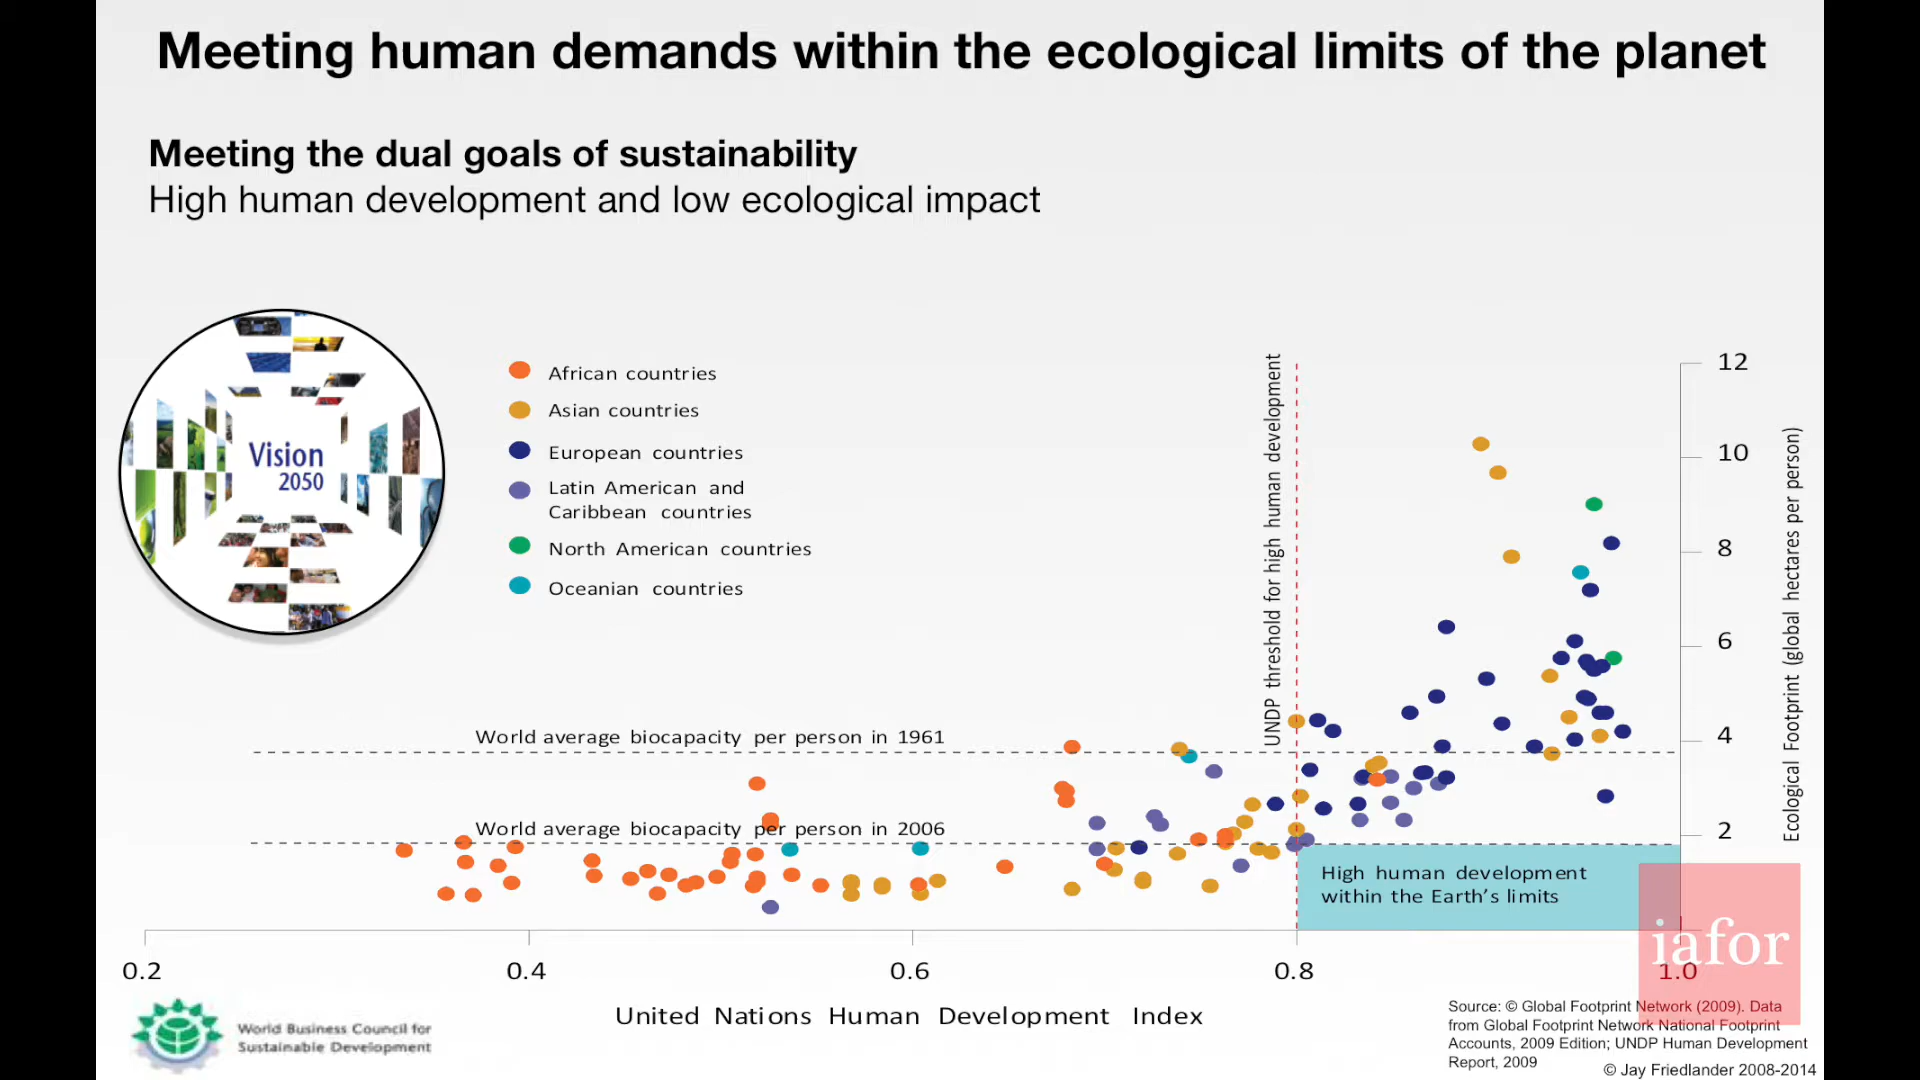 Meeting human demands within the ecological limits of the planet
Meeting the dual goals of sustainability
High human development and low ecological impact
Vision
2050
African countries
Asian countries
European countries
Latin American and
Caribbean countries
North American countries
Oceanian countries
UNDP threshold for high human development
12
10
8
6
4
2
Ecological Footprint (global hectares per person)
World average biocapacity per person in 1961
World average biocapacity per person in 2006
High human development
within the Earth's limits
iafor
0.2
0.4
0.6
0.8
1.0
United Nations Human Development Index
World Business Council for
Sustainable Development
Source: © Global Footprint Network (2009). Data
from Global Footprint Network National Footprint
Accounts, 2009 Edition; UNDP Human Development
Report, 2009
© Jay Friedlander 2008-2014